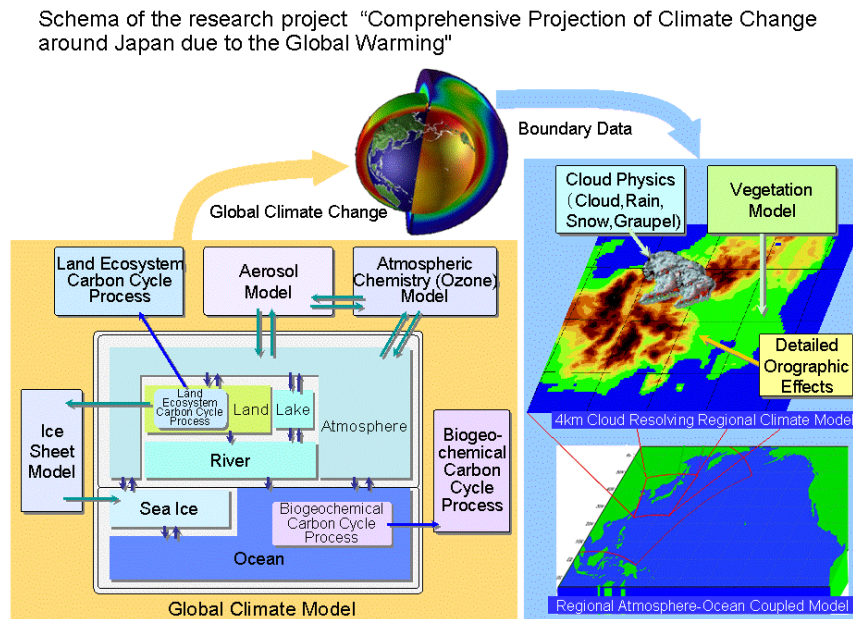 Schema of the research project “Comprehensive Projection of Climate Change
around Japan due to the Global Warming"
Global Climate Change
Boundary Data
Land Ecosystem
Carbon Cycle
Process
Aerosol
Model
Atmospheric
Chemistry (Ozone)
Model
Ice
Sheet
Model
Land
Ecosystem
Carbon Cycle
Process
Land
Lake
Atmosphere
River
Sea Ice
Biogeochemical
Carbon Cycle
Process
Ocean
Biogeo-
chemical
Carbon
Cycle
Process
Global Climate Model
Cloud Physics
(Cloud,Rain,
Snow,Graupel)
Vegetation
Model
Detailed
Orographic
Effects
4km Cloud Resolving Regional Climate Model
Regional Atmosphere-Ocean Coupled Model